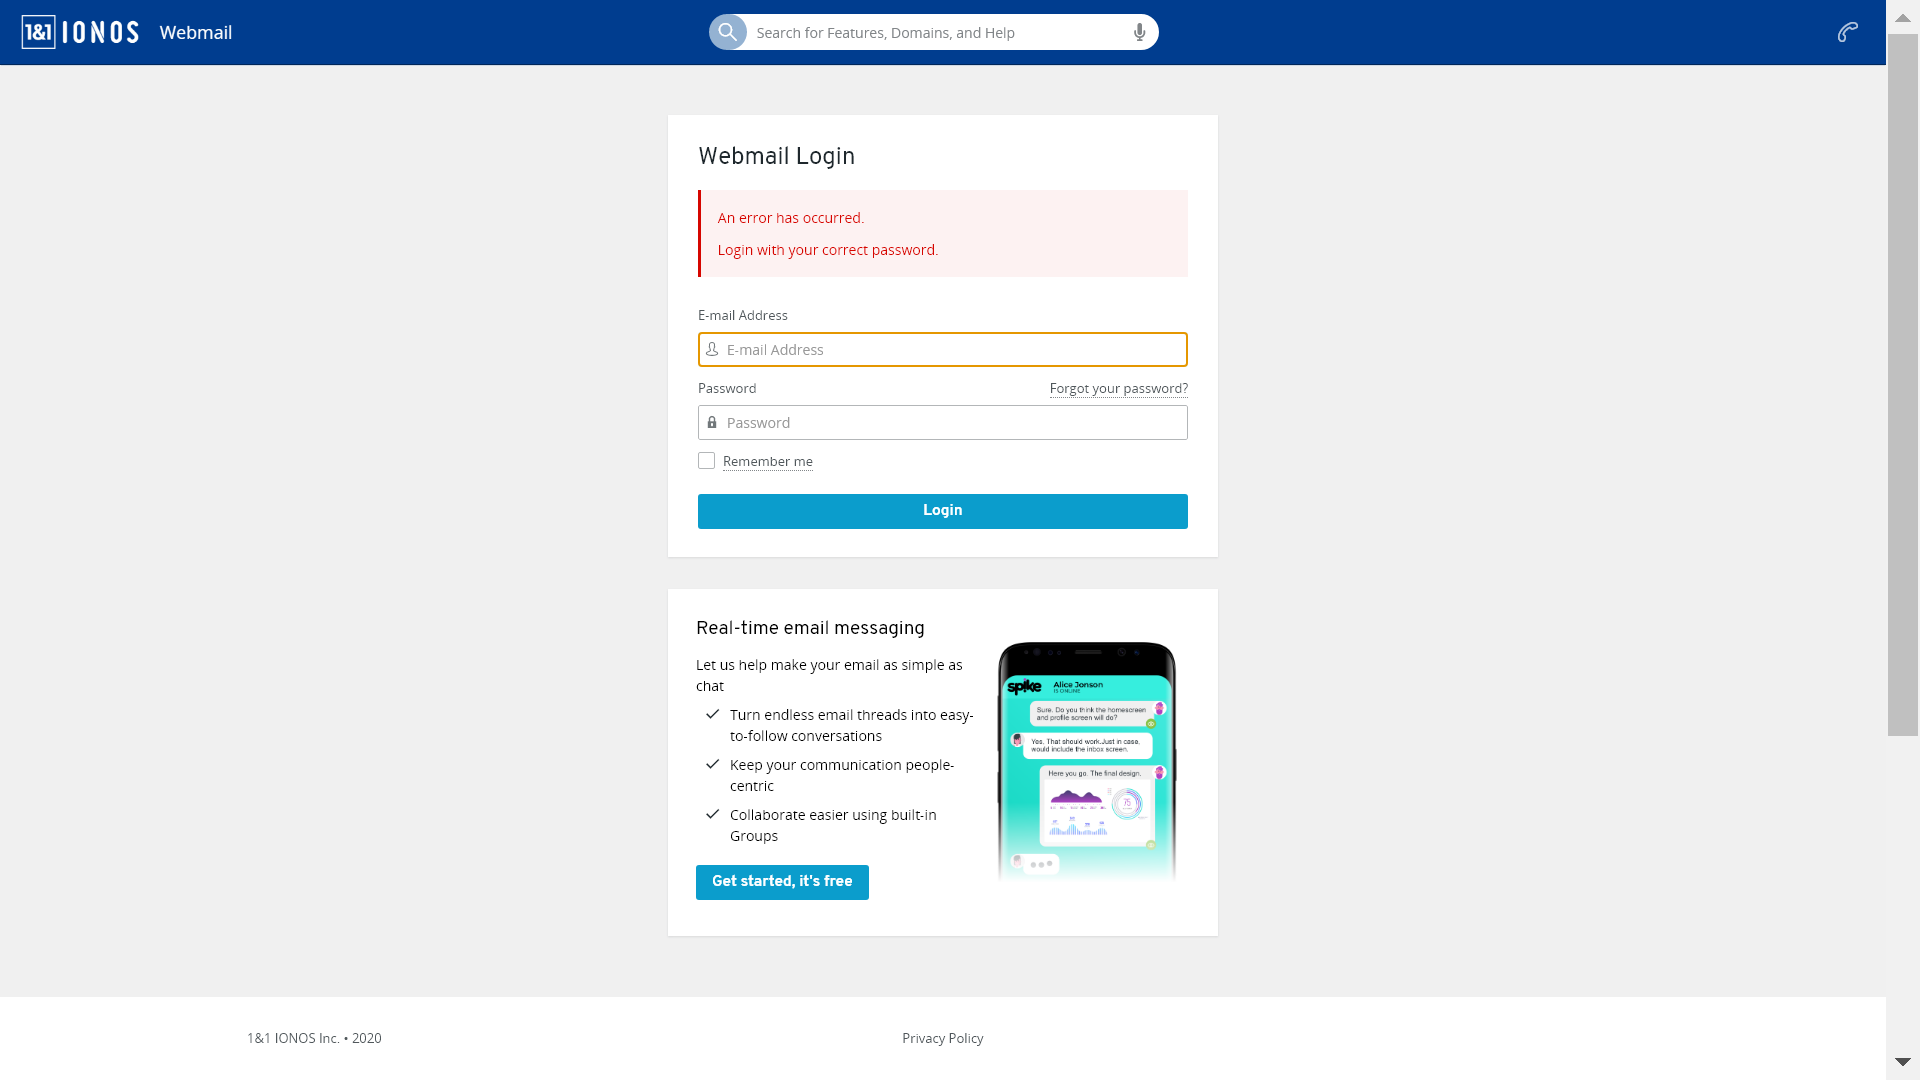 1&1 IONOS Webmail
Search for Features, Domains, and Help
Webmail Login
An error has occurred.
Login with your correct password.
E-mail Address
E-mail Address
Password Forgot your password?
Password
Remember me
Login
Real-time email messaging
Let us help make your email as simple as
chat
Turn endless email threads into easy-
to-follow conversations
Keep your communication people-
centric
Collaborate easier using built-in
Groups
Get started, it's free
spike Alice Jonson
IS ONLINE
Sure. Do you think the homescreen
and profile screen will do?
Yes, That should work.Just in case,
would include the inbox screen.
Here you go. The final design.
75
1&1 IONOS Inc. • 2020 Privacy Policy